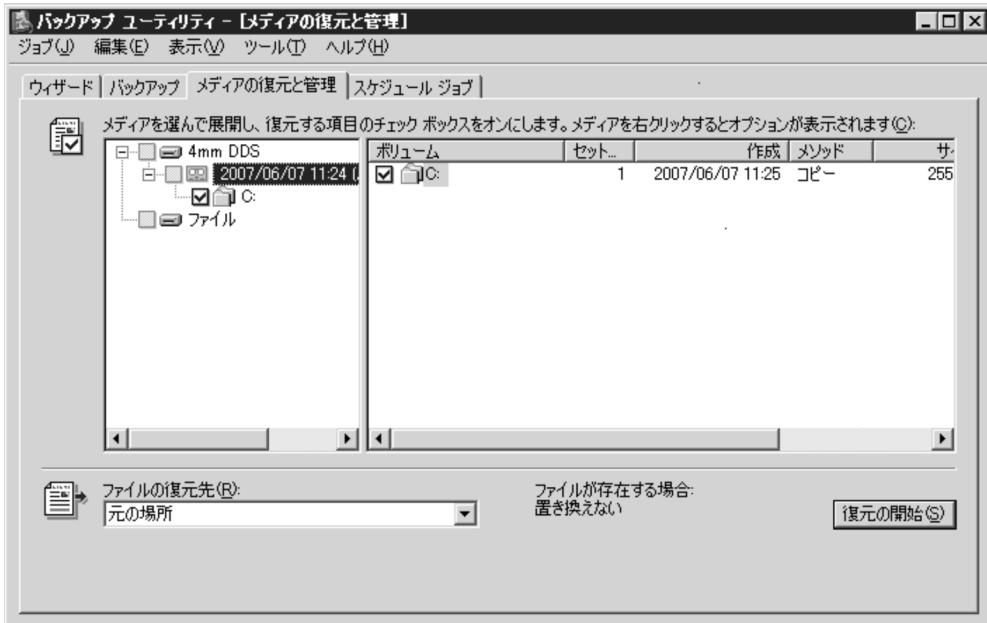 バックアップ ユーティリティ - [メディアの復元と管理]
ジョブ(J) 編集(E) 表示(V) ツール(T) ヘルプ(H)
ウィザード バックアップ メディアの復元と管理 スケジュール ジョブ
メディアを選んで展開し、復元する項目のチェック ボックスをオンにします。メディアを右クリックするとオプションが表示されます(C):
4mm DDS
2007/06/07 11:24 (
C:
ファイル
ボリューム セット... 作成 メソッド サ
C: 1 2007/06/07 11:25 コピー 255
ファイルの復元先(R):
元の場所
ファイルが存在する場合:
置き換えない
復元の開始(S)